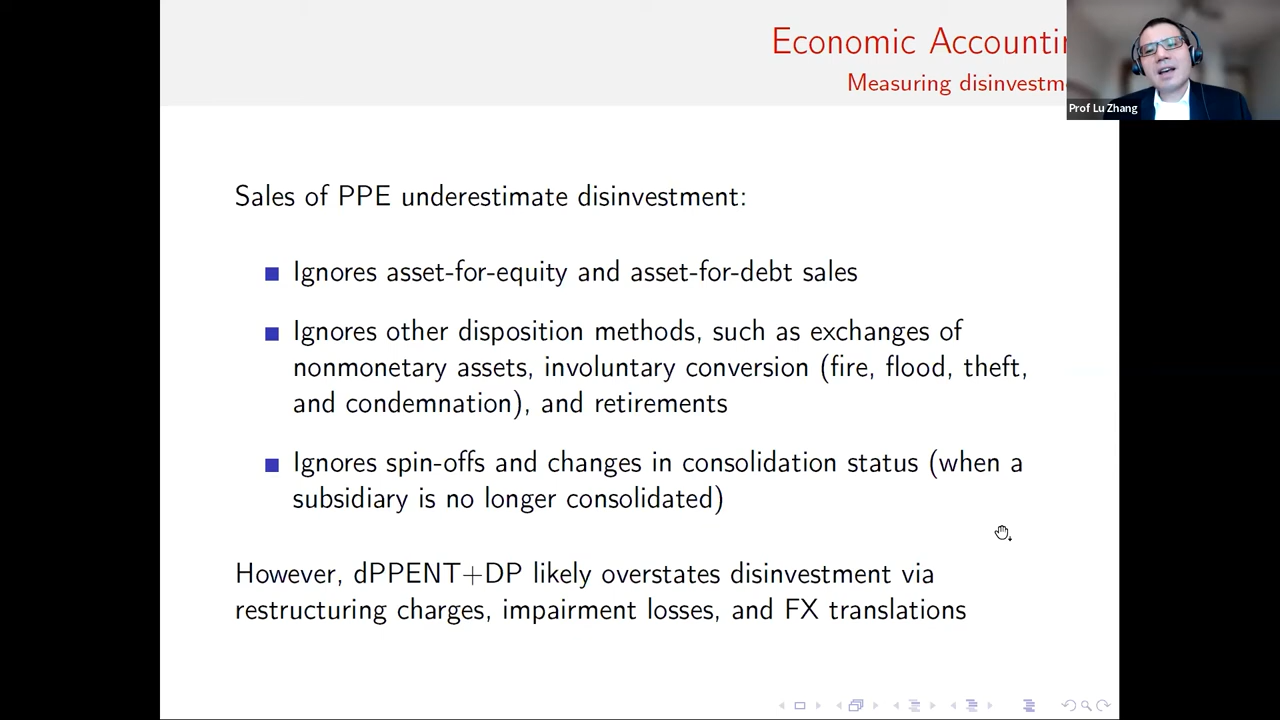 Economic Accountin
Measuring disinvestme
Prof Lu Zhang
Sales of PPE underestimate disinvestment:
Ignores asset-for-equity and asset-for-debt sales
Ignores other disposition methods, such as exchanges of
nonmonetary assets, involuntary conversion (fire, flood, theft,
and condemnation), and retirements
Ignores spin-offs and changes in consolidation status (when a
subsidiary is no longer consolidated)
However, dPPENT+DP likely overstates disinvestment via
restructuring charges, impairment losses, and FX translations